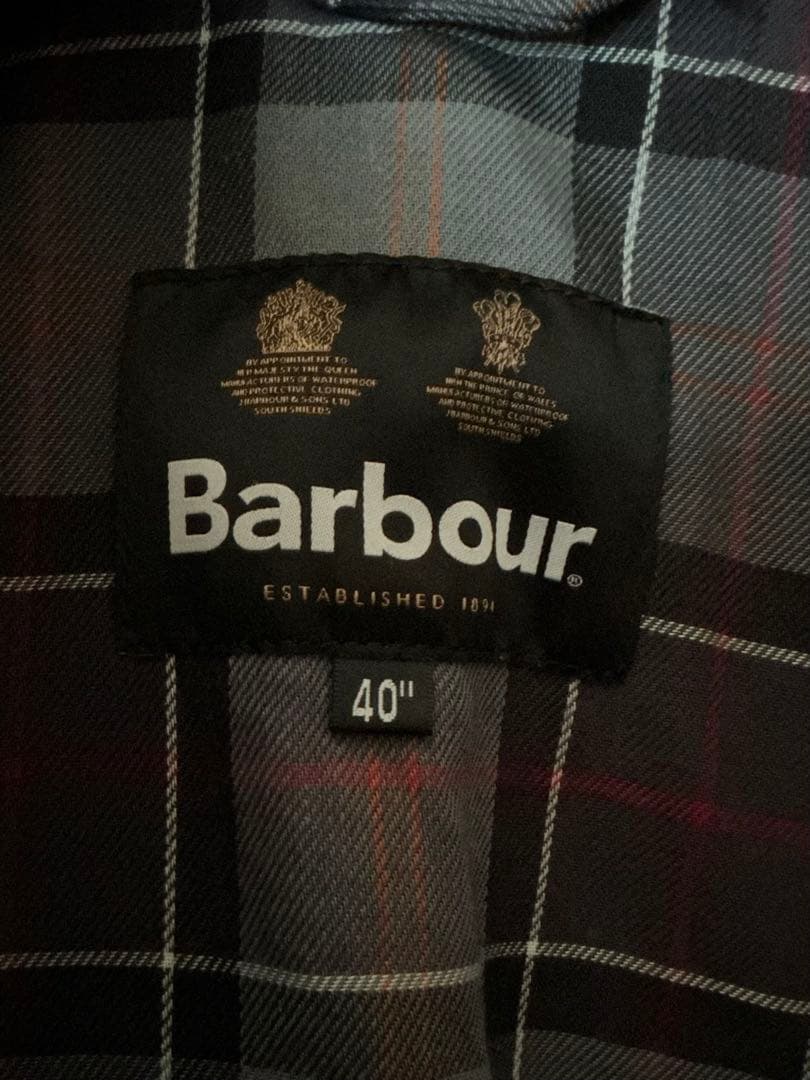 BY APPOINTMENT TO
HER MAJESTY THE QUEEN
MANUFACTURERS OF WATERPROOF
AND PROTECTIVE CLOTHING
J BARBOUR & SONS LTD
SOUTH SHIELDS
BY APPOINTMENT TO
HRH THE PRINCE OF WALES
MANUFACTURERS OF WATERPROOF
AND PROTECTIVE CLOTHING
J BARBOUR & SONS LTD
SOUTH SHIELDS
Barbour®
ESTABLISHED 1894
40"